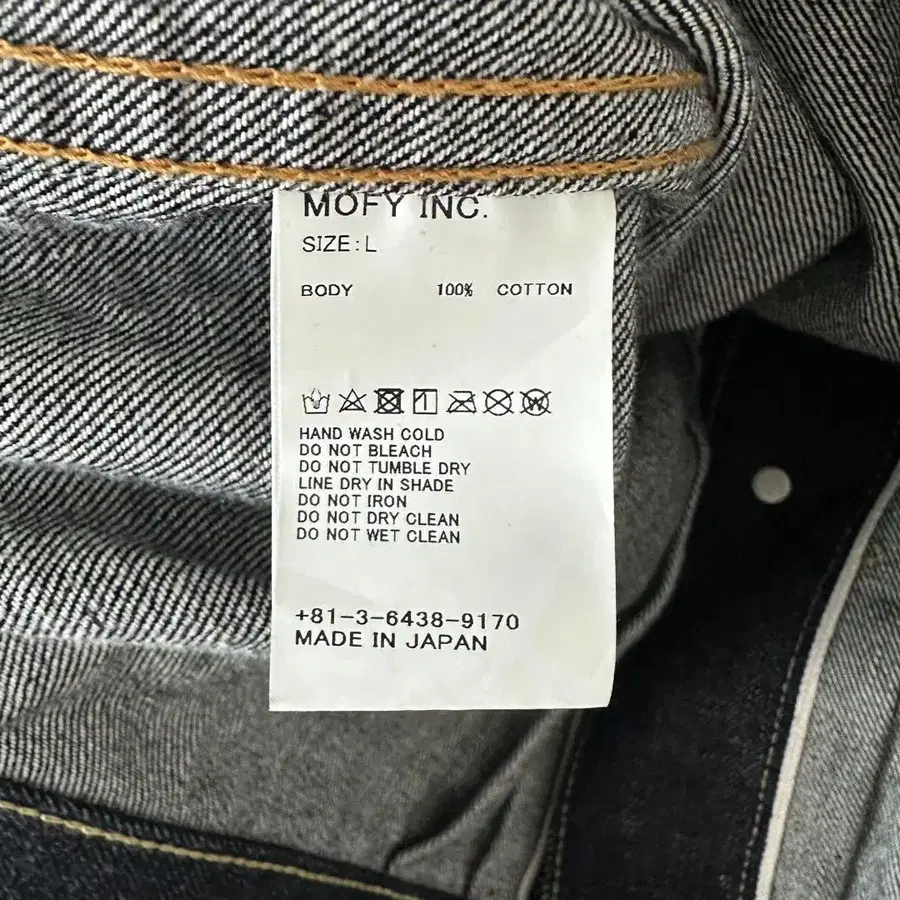 MOFY INC.
SIZE : L
BODY 100% COTTON
W
HAND WASH COLD
DO NOT BLEACH
DO NOT TUMBLE DRY
LINE DRY IN SHADE
DO NOT IRON
DO NOT DRY CLEAN
DO NOT WET CLEAN
+81-3-6438-9170
MADE IN JAPAN